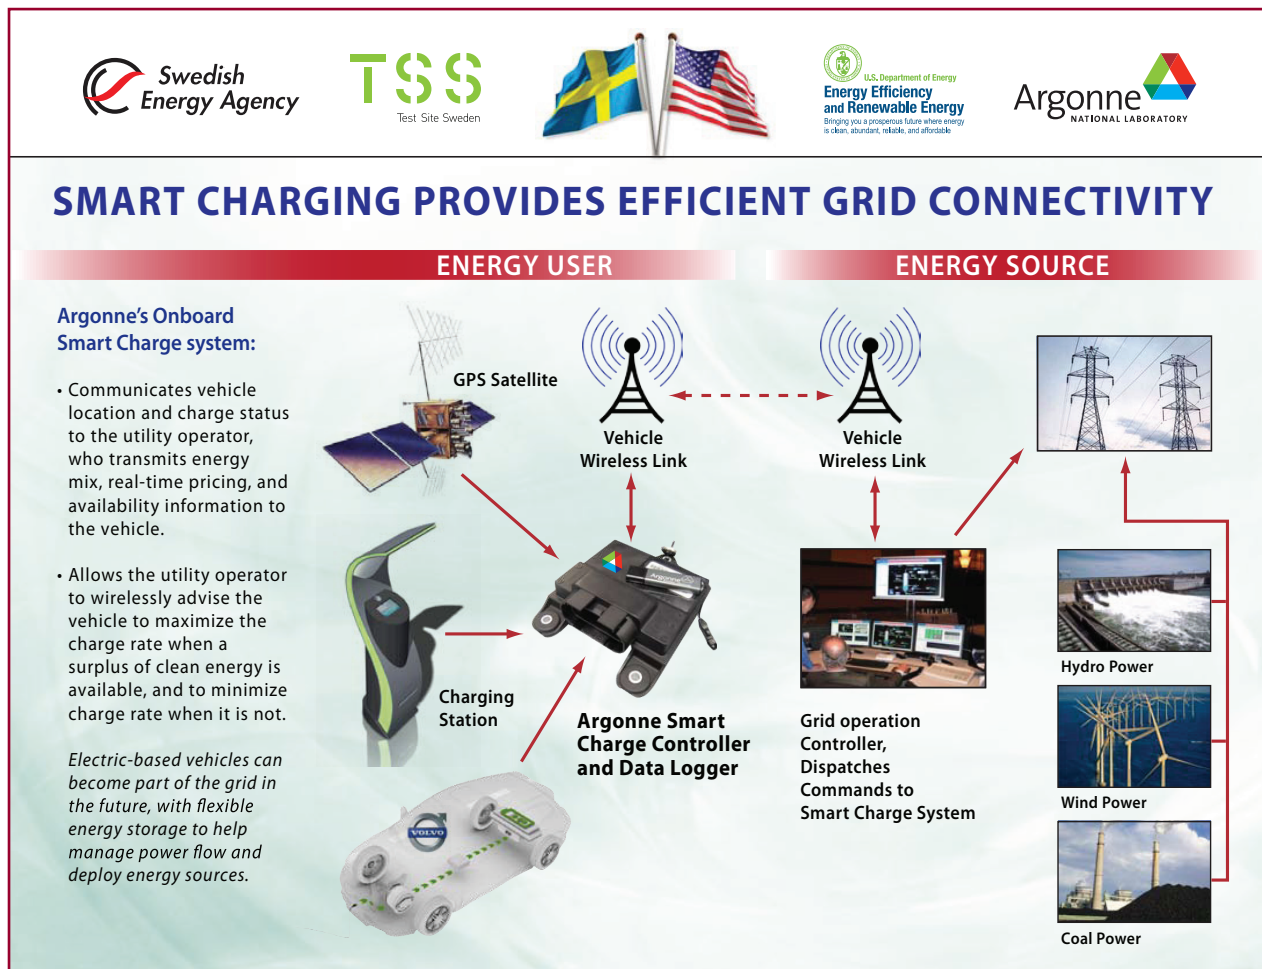 Swedish
Energy Agency
TSS
Test Site Sweden
U.S. Department of Energy
Energy Efficiency
and Renewable Energy
Bringing you a prosperous future where energy
is clean, abundant, reliable, and affordable
Argonne
NATIONAL LABORATORY
SMART CHARGING PROVIDES EFFICIENT GRID CONNECTIVITY
ENERGY USER
ENERGY SOURCE
Argonne's Onboard
Smart Charge system:
• Communicates vehicle
location and charge status
to the utility operator,
who transmits energy
mix, real-time pricing, and
availability information to
the vehicle.
• Allows the utility operator
to wirelessly advise the
vehicle to maximize the
charge rate when a
surplus of clean energy is
available, and to minimize
charge rate when it is not.
Electric-based vehicles can
become part of the grid in
the future, with flexible
energy storage to help
manage power flow and
deploy energy sources.
GPS Satellite
Vehicle
Wireless Link
Vehicle
Wireless Link
Argonne
Charging
Station
Argonne Smart
Charge Controller
and Data Logger
VOLVO
Grid operation
Controller,
Dispatches
Commands to
Smart Charge System
Hydro Power
Wind Power
Coal Power